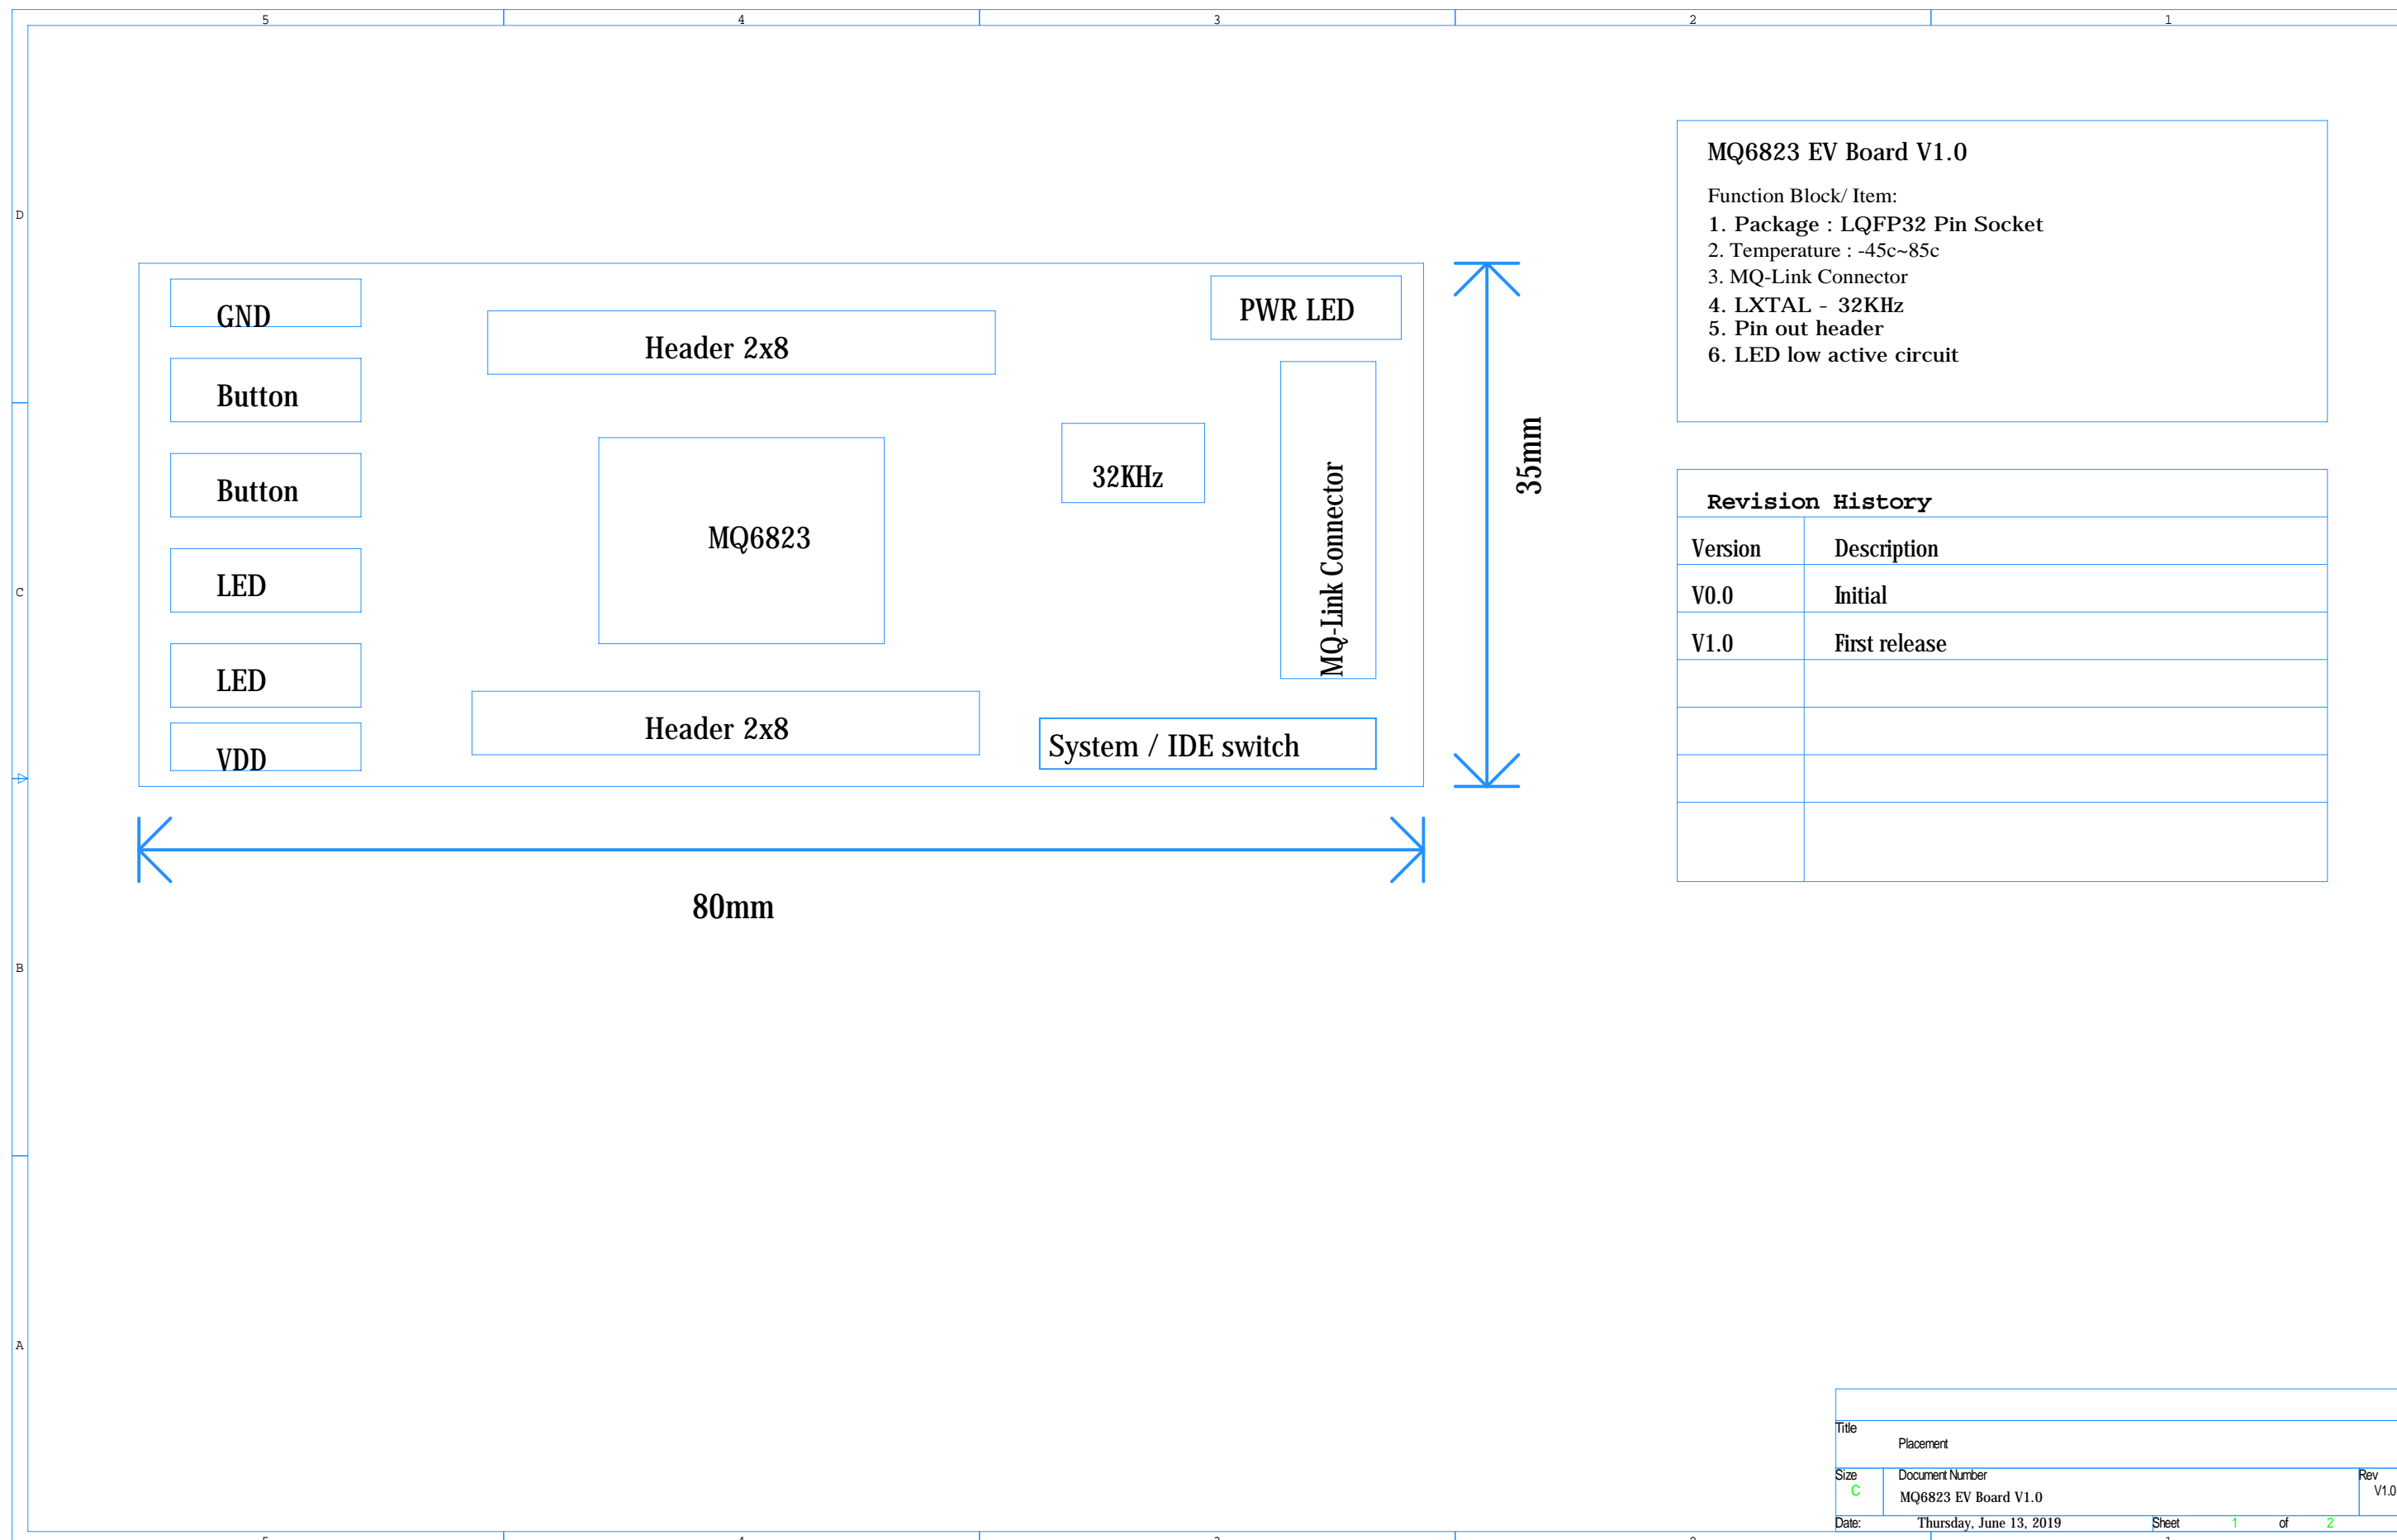 5 4 3 2 1
D
C
B
A
GND
Button
Button
LED
LED
VDD
Header 2x8
MQ6823
Header 2x8
PWR LED
32KHz
MQ-Link Connector
System / IDE switch
35mm
80mm
MQ6823 EV Board V1.0
Function Block/ Item:
1. Package : LQFP32 Pin Socket
2. Temperature : -45c~85c
3. MQ-Link Connector
4. LXTAL - 32KHz
5. Pin out header
6. LED low active circuit
Revision History
Version Description
V0.0 Initial
V1.0 First release
Title
Placement
Size Document Number Rev
C MQ6823 EV Board V1.0 V1.0
Date: Thursday, June 13, 2019 Sheet 1 of 2